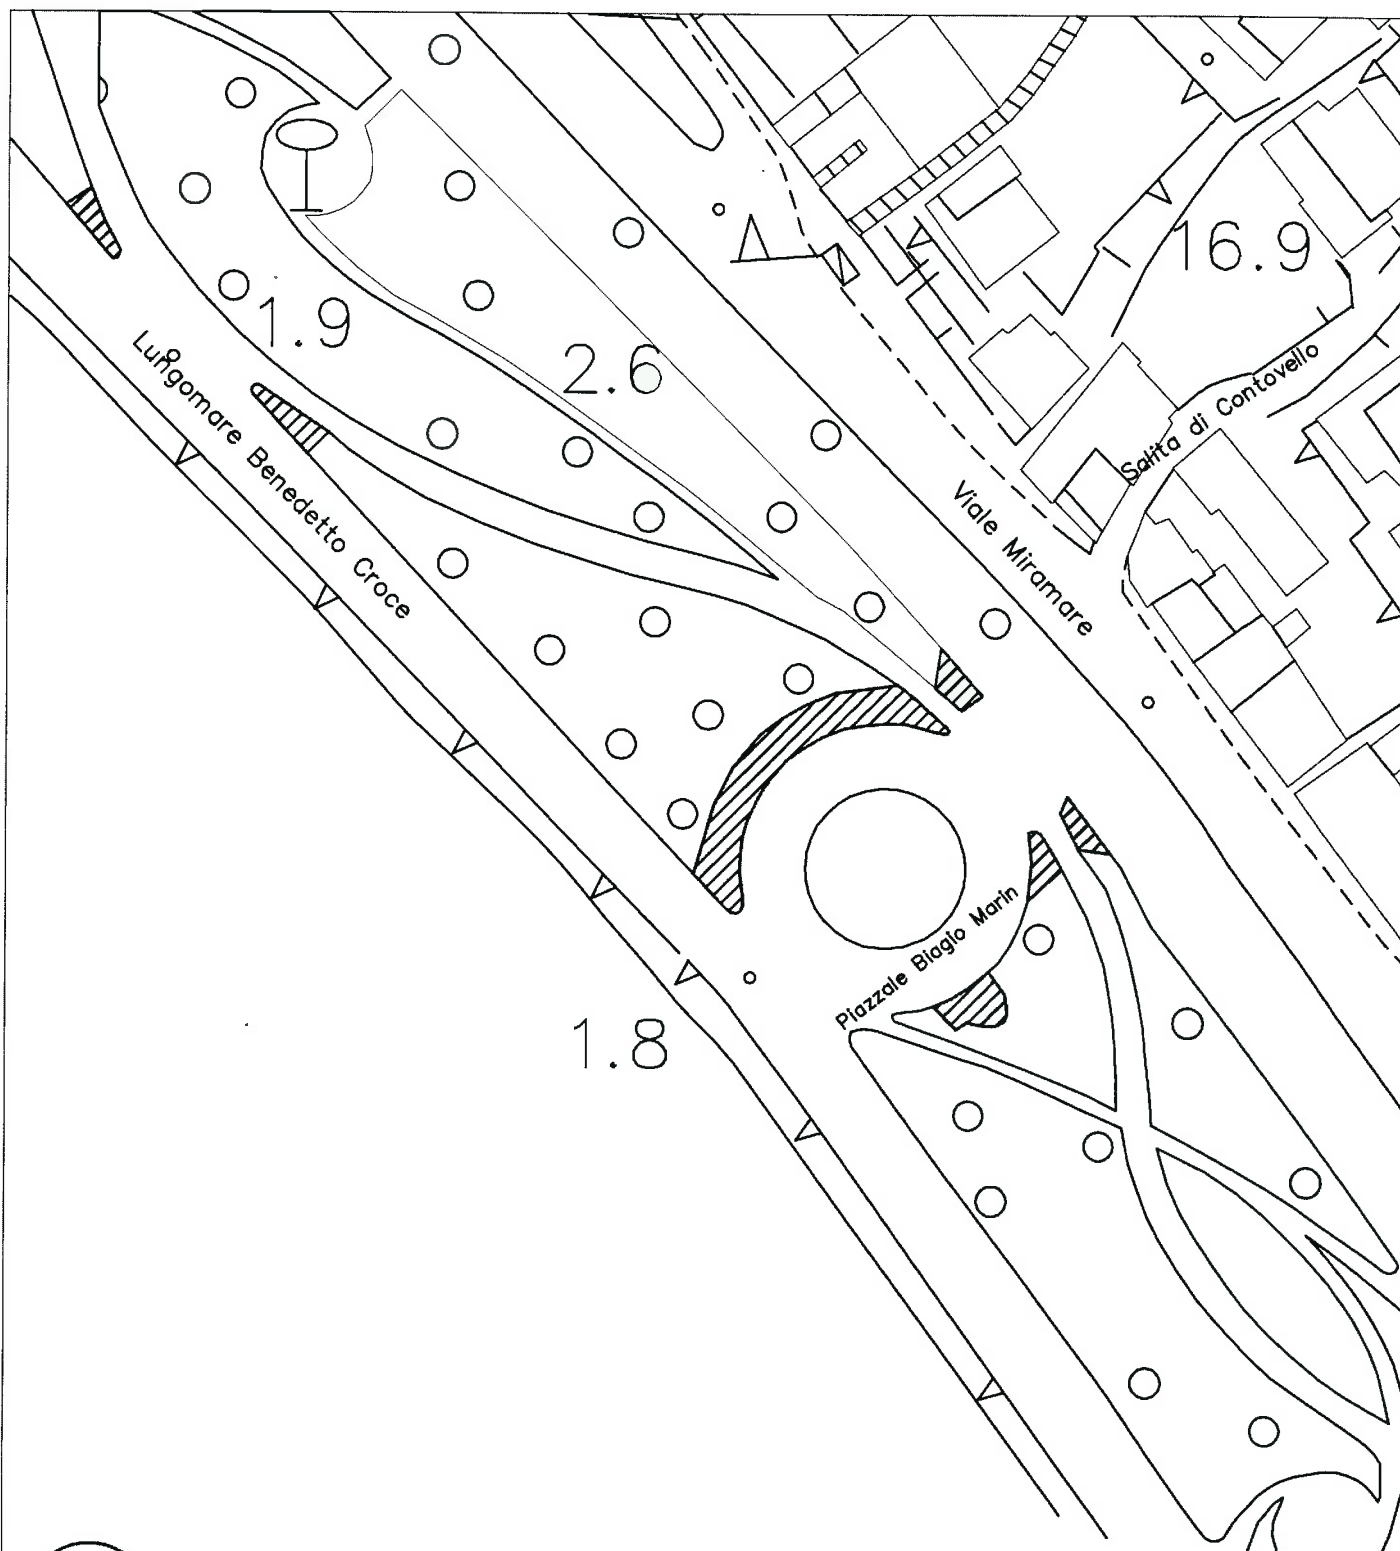 16.9
1.9
Lungomare Benedetto Croce
2.6
Salita di Contovello
Viale Miramare
Piazzale Biagio Marin
1.8